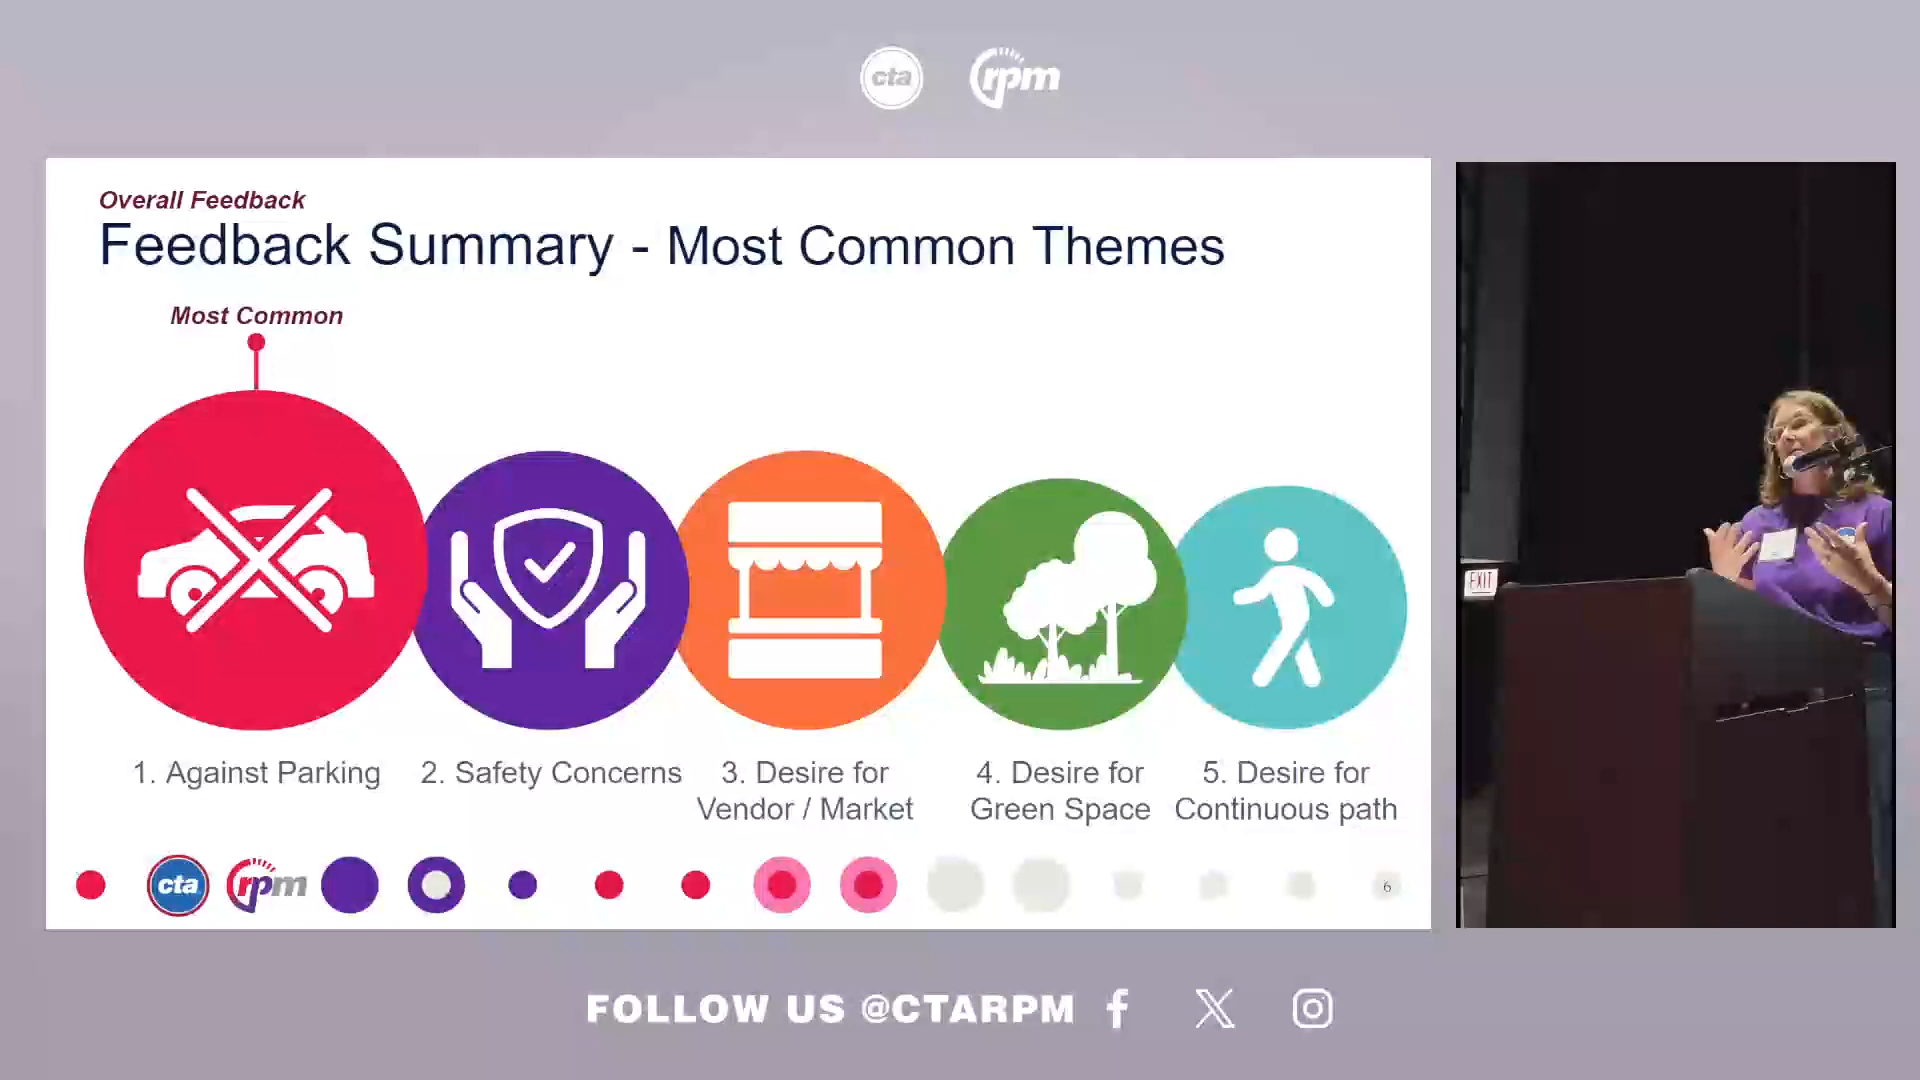 cta
rpm
Overall Feedback
Feedback Summary - Most Common Themes
Most Common
1. Against Parking
2. Safety Concerns
3. Desire for
Vendor / Market
4. Desire for
Green Space
5. Desire for
Continuous path
cta
rpm
6
EXIT
FOLLOW US @CTARPM